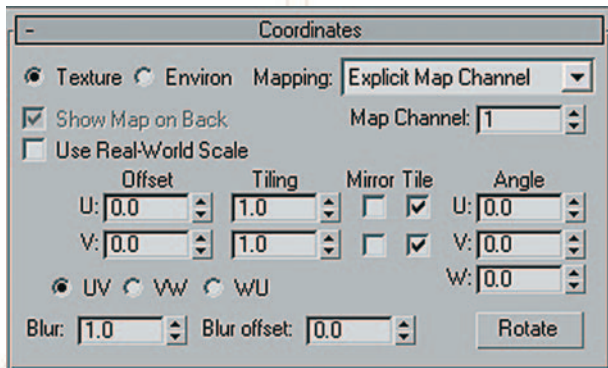 - Coordinates
Texture Environ Mapping: Explicit Map Channel
Show Map on Back Map Channel: 1
Use Real-World Scale
Offset Tiling Mirror Tile Angle
U: 0.0 1.0 U: 0.0
V: 0.0 1.0 V: 0.0
W: 0.0
UV VW WU
Blur: 1.0 Blur offset: 0.0 Rotate